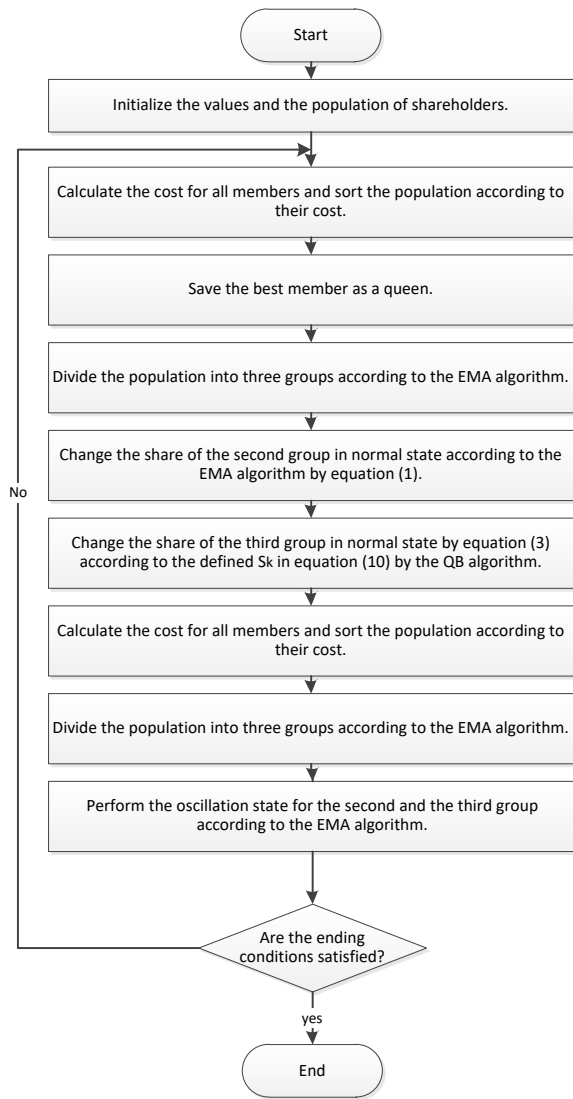 Start
Initialize the values and the population of shareholders.
Calculate the cost for all members and sort the population according to
their cost.
Save the best member as a queen.
Divide the population into three groups according to the EMA algorithm.
Change the share of the second group in normal state according to the
EMA algorithm by equation (1).
No
Change the share of the third group in normal state by equation (3)
according to the defined Sk in equation (10) by the QB algorithm.
Calculate the cost for all members and sort the population according to
their cost.
Divide the population into three groups according to the EMA algorithm.
Perform the oscillation state for the second and the third group
according to the EMA algorithm.
Are the ending
conditions satisfied?
yes
End